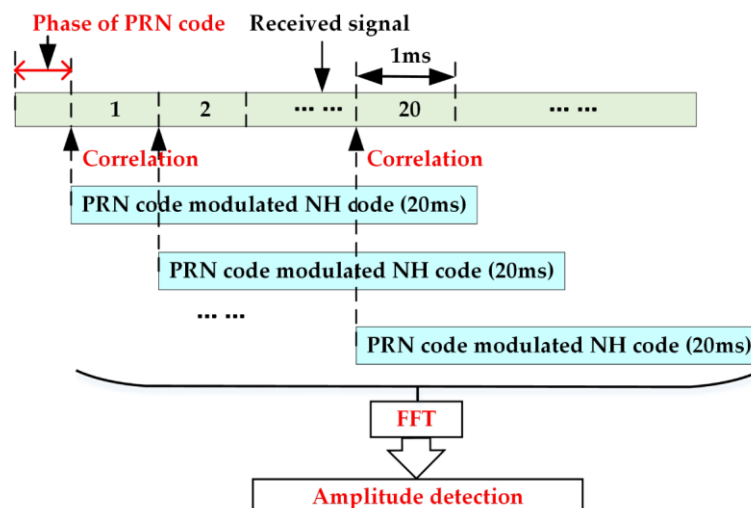 Phase of PRN code
Received signal
1ms
1
2
... ...
20
... ...
Correlation
Correlation
PRN code modulated NH code (20ms)
PRN code modulated NH code (20ms)
... ...
PRN code modulated NH code (20ms)
FFT
Amplitude detection